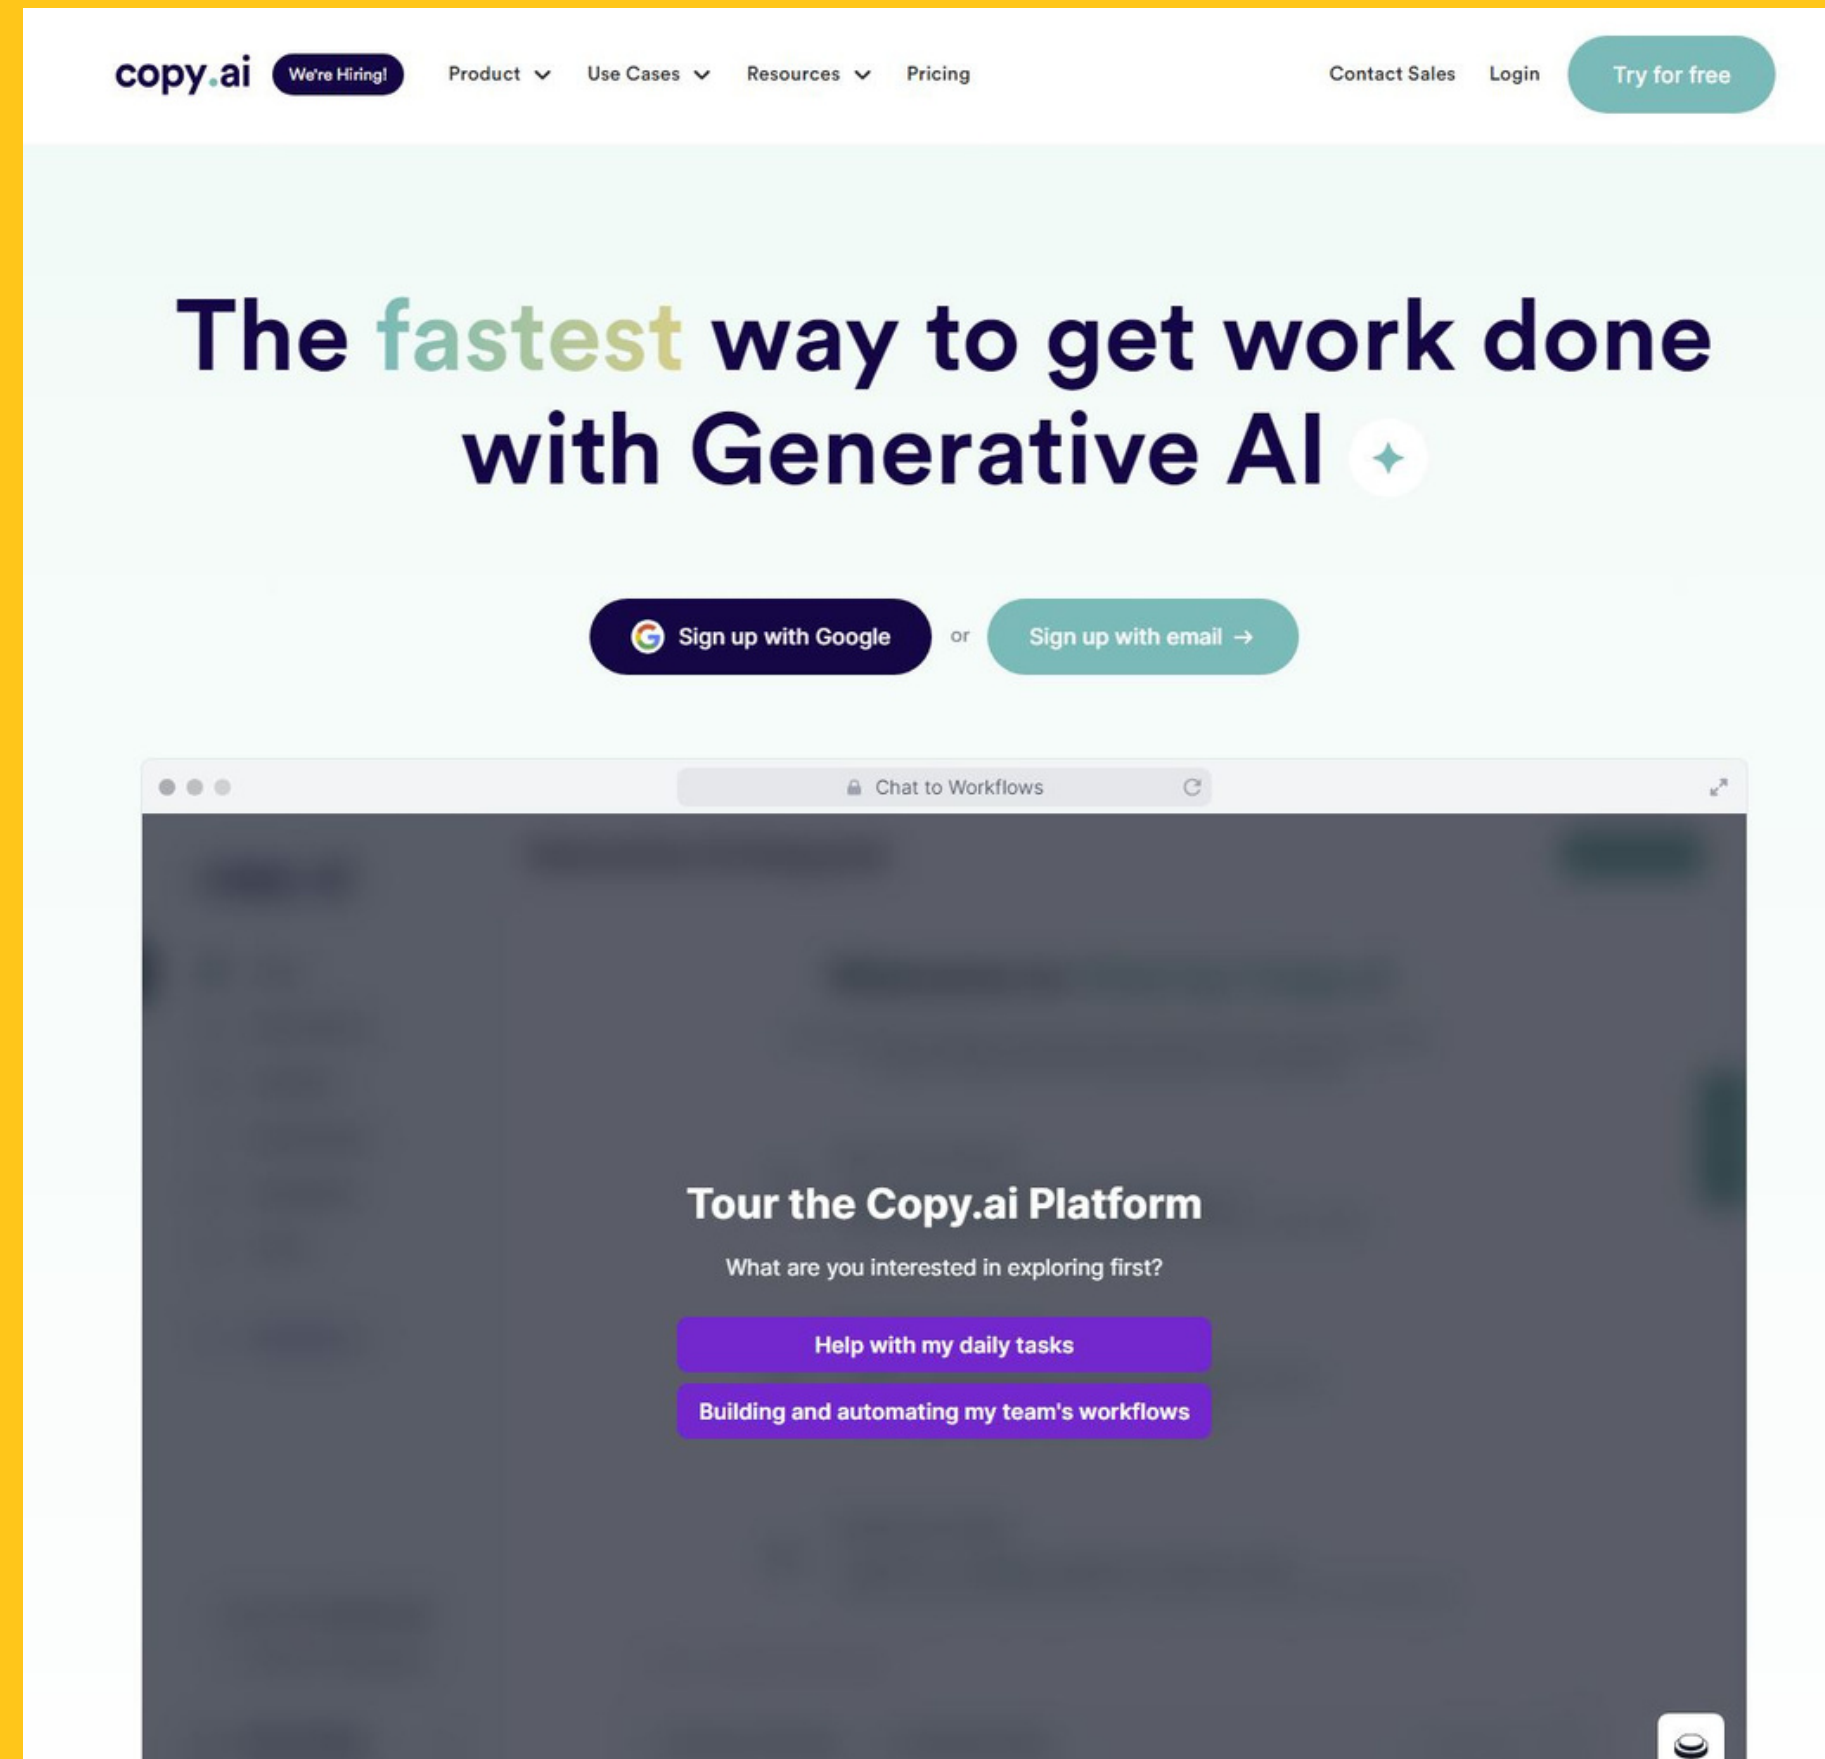 copy.ai We're Hiring! Product Use Cases Resources Pricing Contact Sales Login Try for free
The fastest way to get work done
with Generative AI
Sign up with Google or Sign up with email →
Chat to Workflows
Tour the Copy.ai Platform
What are you interested in exploring first?
Help with my daily tasks
Building and automating my team's workflows